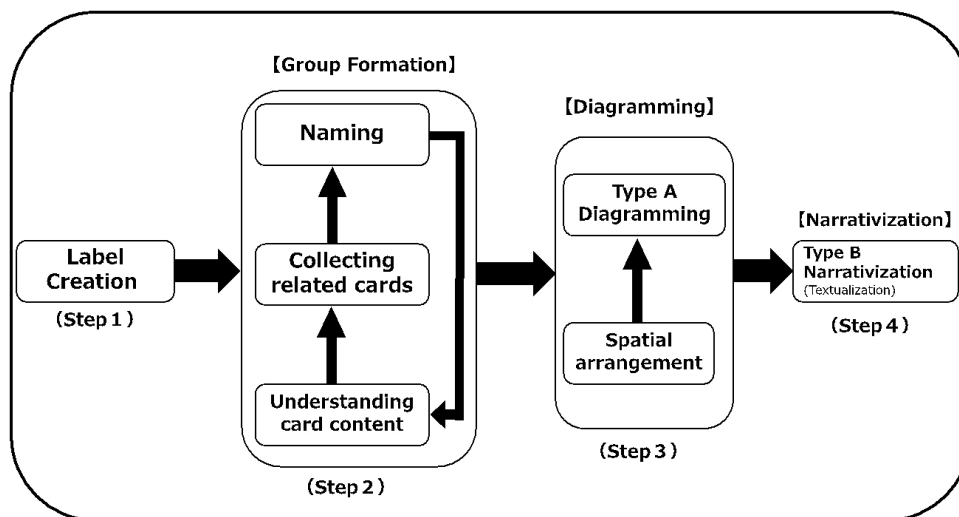 Label
Creation
(Step 1)
【Group Formation】
Naming
Collecting
related cards
Understanding
card content
(Step 2)
【Diagramming】
Type A
Diagramming
Spatial
arrangement
(Step 3)
【Narrativization】
Type B
Narrativization
(Textualization)
(Step 4)